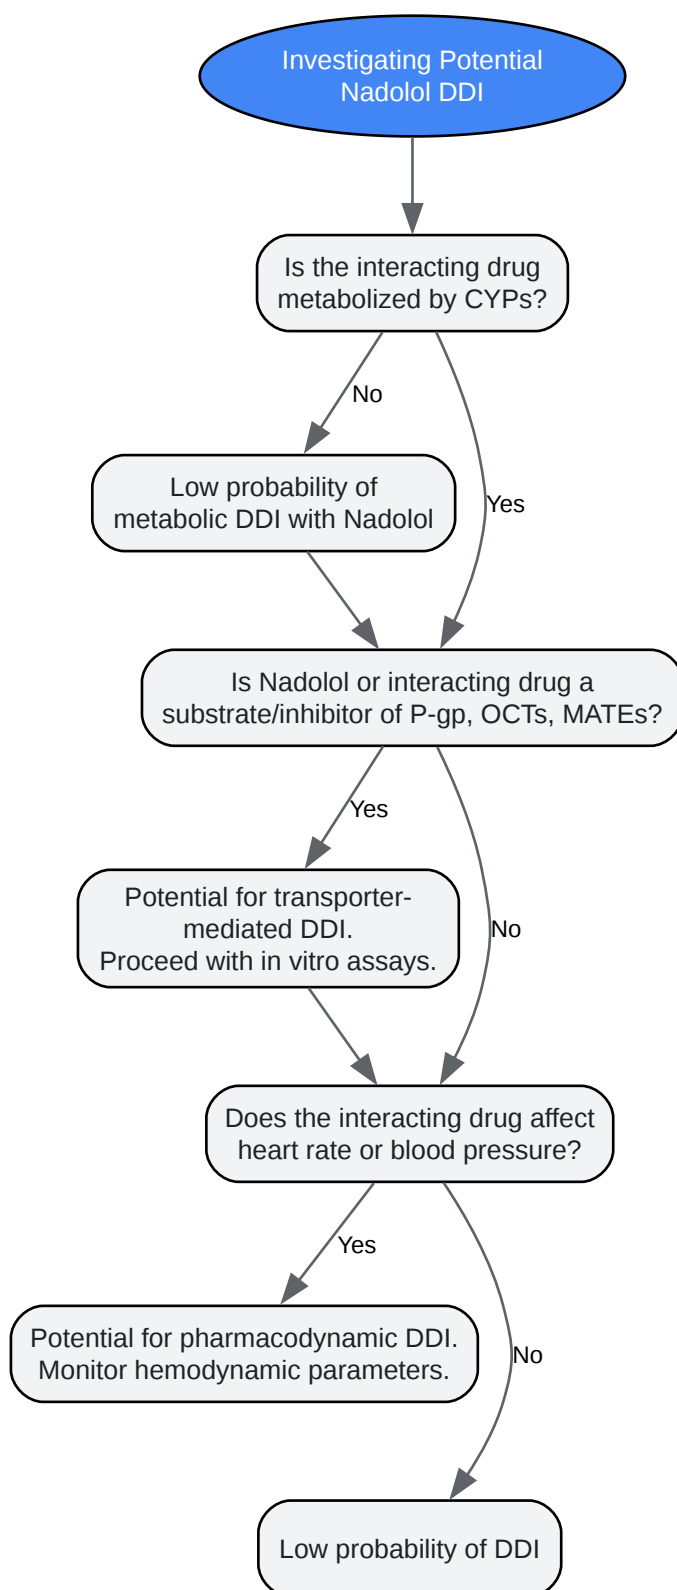 Investigating Potential
Nadolol DDI
Is the interacting drug
metabolized by CYPs?
No
Yes
Low probability of
metabolic DDI with Nadolol
Is Nadolol or interacting drug a
substrate/inhibitor of P-gp, OCTs, MATEs?
Yes
No
Potential for transporter-
mediated DDI.
Proceed with in vitro assays.
Does the interacting drug affect
heart rate or blood pressure?
Yes
No
Potential for pharmacodynamic DDI.
Monitor hemodynamic parameters.
Low probability of DDI